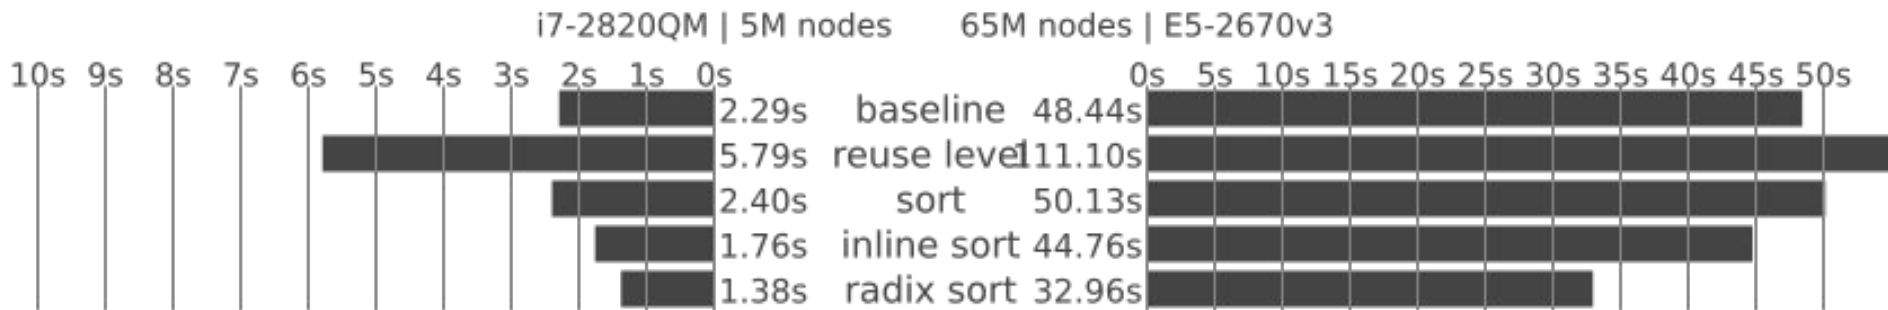 i7-2820QM | 5M nodes 65M nodes | E5-2670v3
10s 9s 8s 7s 6s 5s 4s 3s 2s 1s 0s 0s 5s 10s 15s 20s 25s 30s 35s 40s 45s 50s
2.29s baseline 48.44s
5.79s reuse level 111.10s
2.40s sort 50.13s
1.76s inline sort 44.76s
1.38s radix sort 32.96s